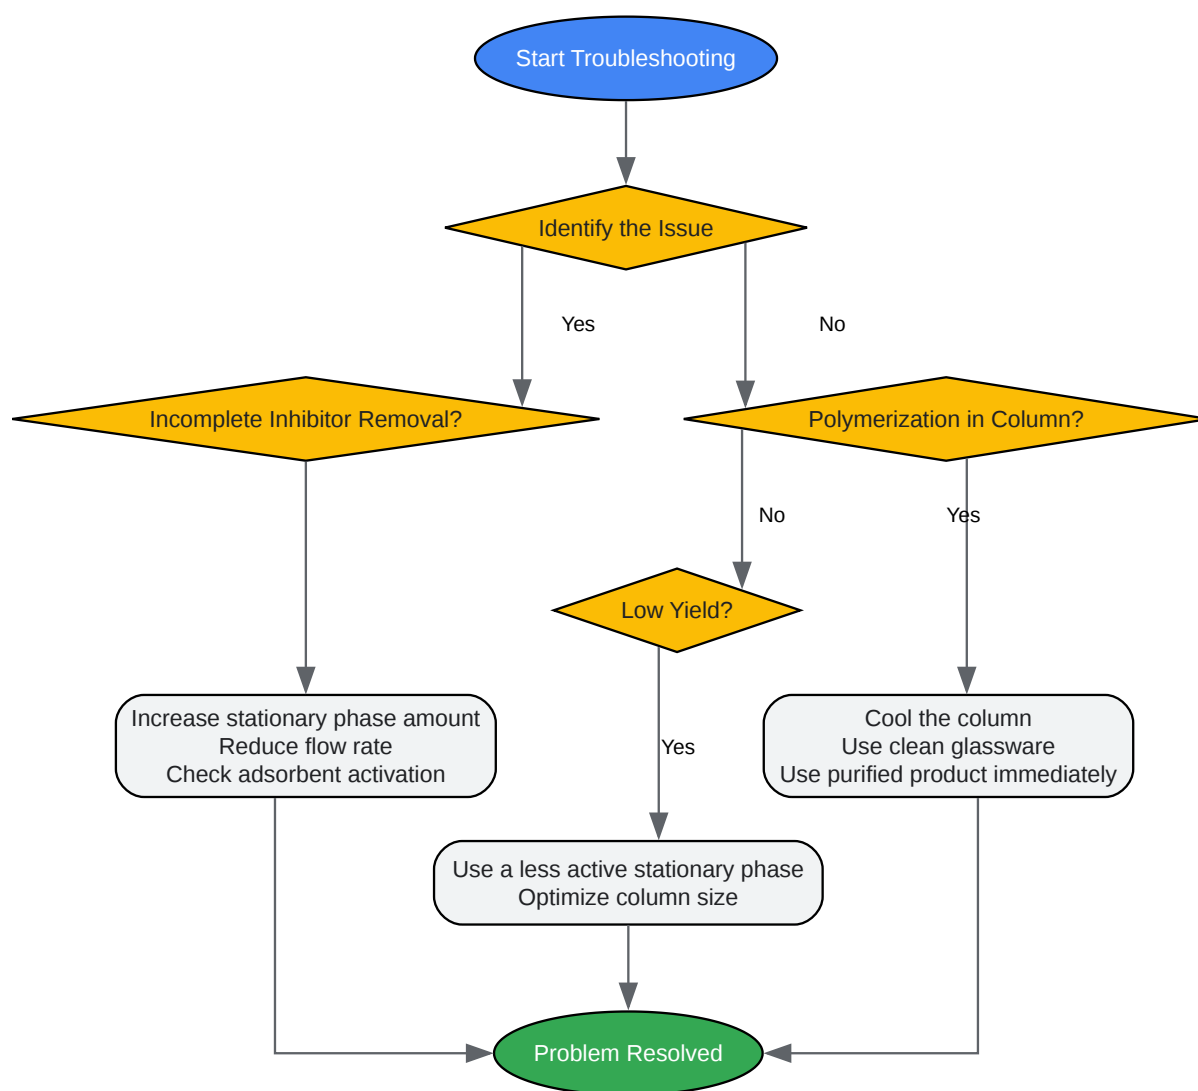 Start Troubleshooting
Identify the Issue
Yes
No
Incomplete Inhibitor Removal?
Polymerization in Column?
No
Yes
Low Yield?
Increase stationary phase amount
Reduce flow rate
Check adsorbent activation
Cool the column
Use clean glassware
Use purified product immediately
Yes
Use a less active stationary phase
Optimize column size
Problem Resolved